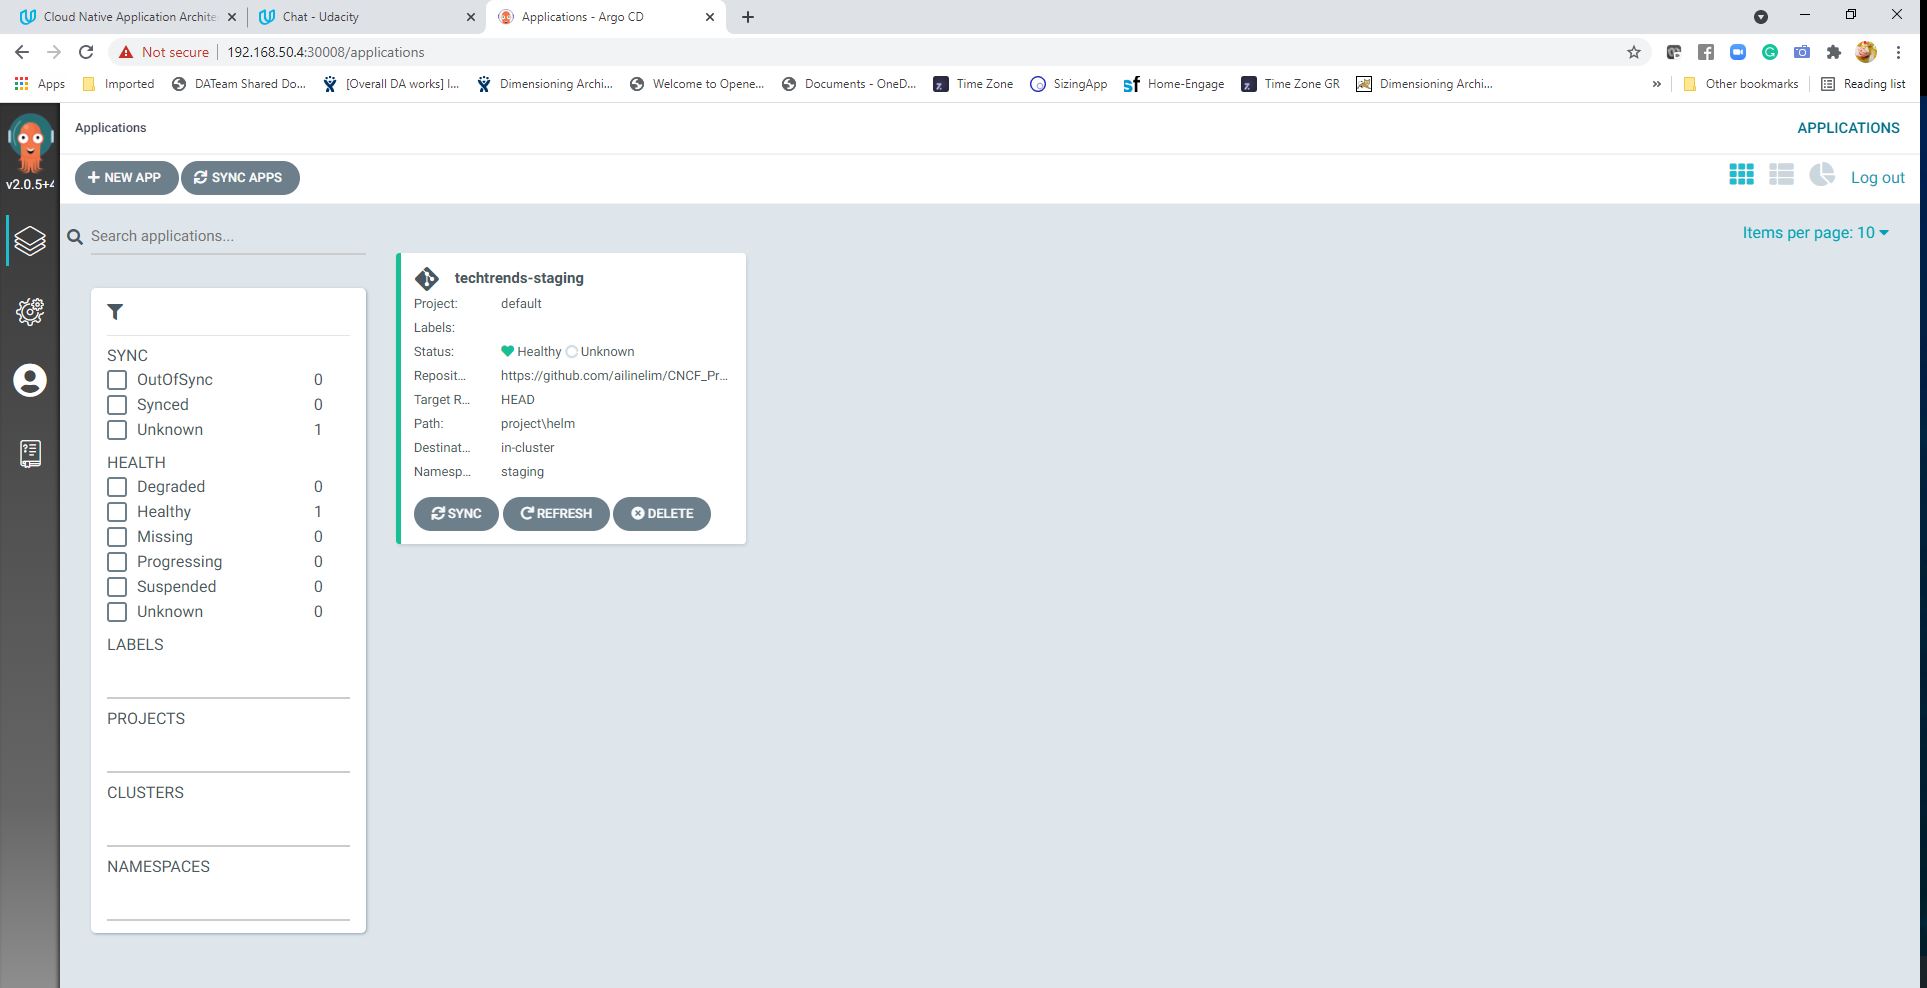 Cloud Native Application Archite
Chat - Udacity
Applications - Argo CD
Not secure
192.168.50.4:30008/applications
Apps
Imported
DATeam Shared Do...
[Overall DA works] I...
Dimensioning Archi...
Welcome to Opene...
Documents - OneD...
Time Zone
SizingApp
Home-Engage
Time Zone GR
Dimensioning Archi...
»
Other bookmarks
Reading list
Applications
APPLICATIONS
v2.0.5+4
NEW APP
SYNC APPS
Log out
Search applications...
Items per page: 10
SYNC
OutOfSync 0
Synced 0
Unknown 1
HEALTH
Degraded 0
Healthy 1
Missing 0
Progressing 0
Suspended 0
Unknown 0
LABELS
PROJECTS
CLUSTERS
NAMESPACES
techtrends-staging
Project: default
Labels:
Status: Healthy Unknown
Reposit... https://github.com/ailinelim/CNCF_Pr...
Target R... HEAD
Path: project\helm
Destinat... in-cluster
Namesp... staging
SYNC
REFRESH
DELETE